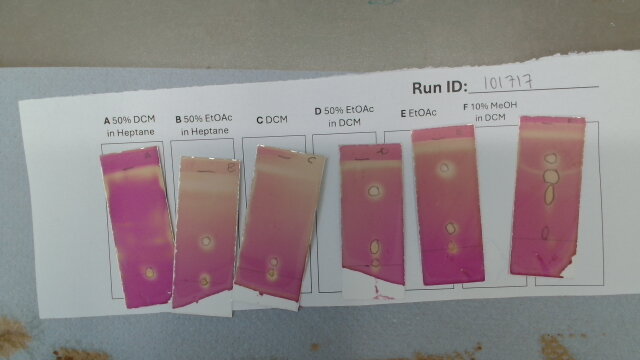 Run ID: 101717
A 50% DCM
in Heptane
B 50% EtOAc
in Heptane
C DCM
D 50% EtOAc
in DCM
E EtOAc
F 10% MeOH
in DCM
A
B
C
D
E